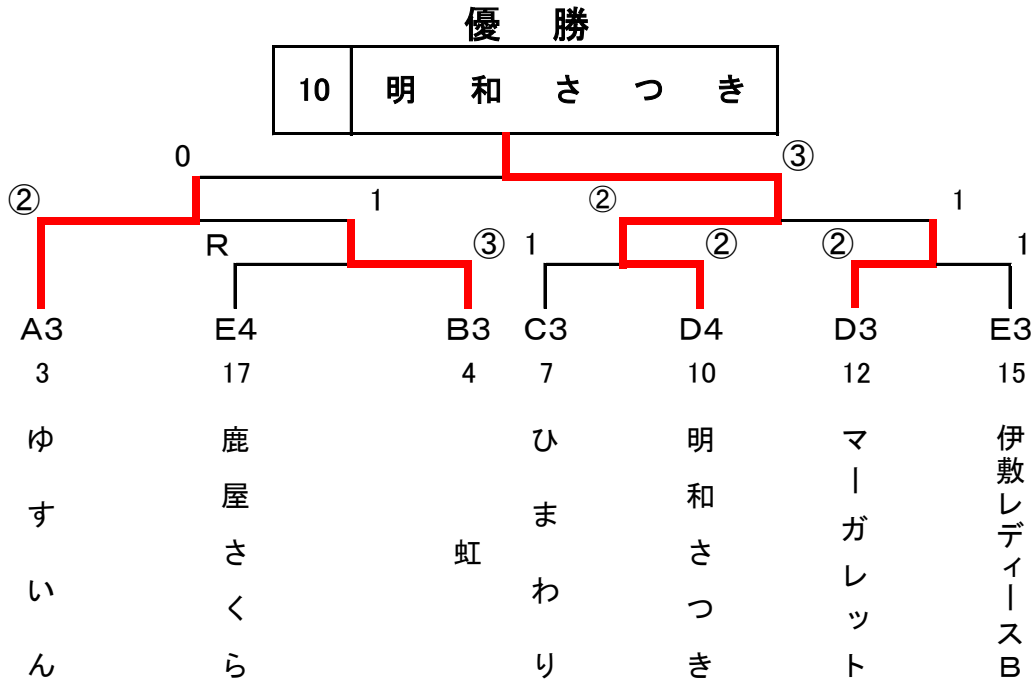 優勝
10 明和さつき
0 ③
② 1 ② 1
R ③ 1 ② ② 1
A3 E4 B3 C3 D4 D3 E3
3 17 4 7 10 12 15
ゆすいん
鹿屋さくら
虹
ひまわり
明和さつき
マーガレット
伊敷レディースB